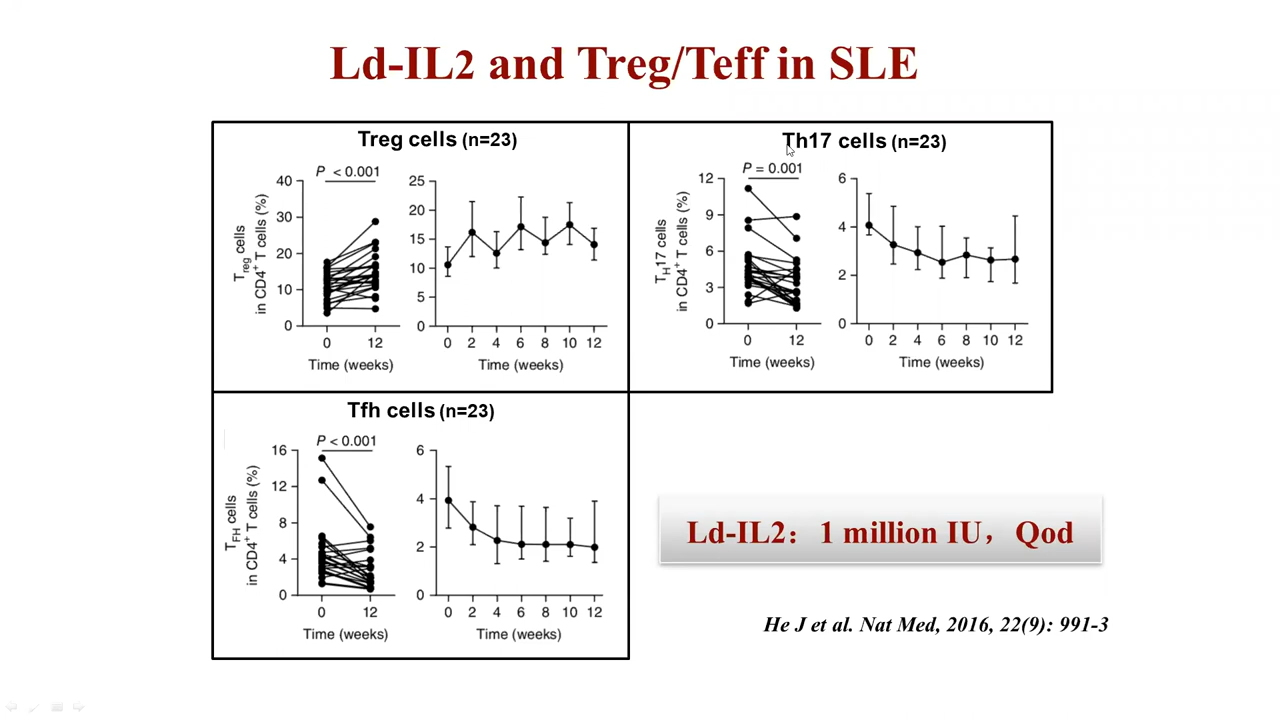 Ld-IL2 and Treg/Teff in SLE
Treg cells (n=23)
P < 0.001
40
30
20
10
0
Treg cells
in CD4+ T cells (%)
0 12
Time (weeks)
25
20
15
10
5
0
0 2 4 6 8 10 12
Time (weeks)
Th17 cells (n=23)
P = 0.001
12
9
6
3
0
TH17 cells
in CD4+ T cells (%)
0 12
Time (weeks)
6
4
2
0
0 2 4 6 8 10 12
Time (weeks)
Tfh cells (n=23)
P < 0.001
16
12
8
4
0
TFH cells
in CD4+ T cells (%)
0 12
Time (weeks)
6
4
2
0
0 2 4 6 8 10 12
Time (weeks)
Ld-IL2：1 million IU，Qod
He J et al. Nat Med, 2016, 22(9): 991-3